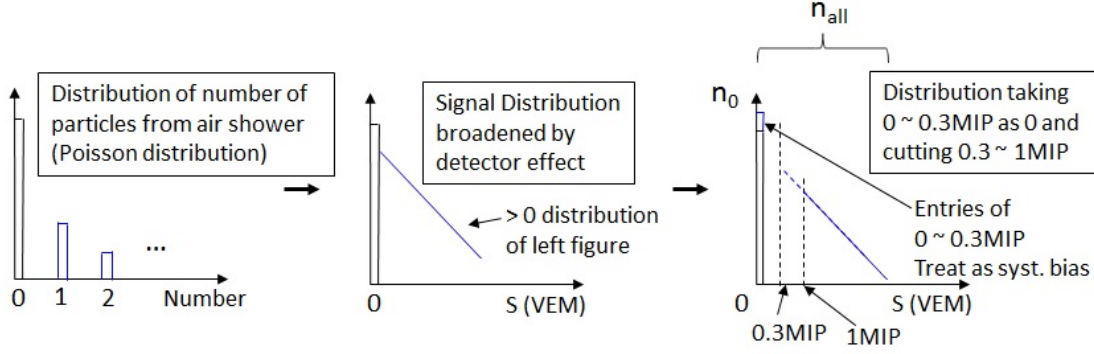 Distribution of number of
particles from air shower
(Poisson distribution)
...
0
1
2
Number
Signal Distribution
broadened by
detector effect
> 0 distribution
of left figure
0
S (VEM)
n_all
n_0
Distribution taking
0 ~ 0.3MIP as 0 and
cutting 0.3 ~ 1MIP
Entries of
0 ~ 0.3MIP
Treat as syst. bias
0
S (VEM)
0.3MIP
1MIP